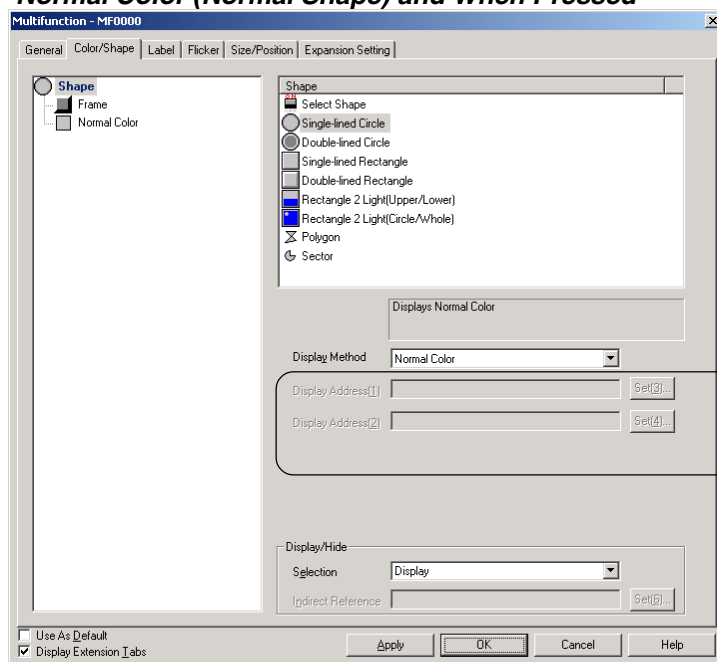 Normal Color (Normal Shape) and When Pressed
Multifunction - MF0000
General Color/Shape Label Flicker Size/Position Expansion Setting
Shape
Frame
Normal Color
Shape
Select Shape
Single-lined Circle
Double-lined Circle
Single-lined Rectangle
Double-lined Rectangle
Rectangle 2 Light(Upper/Lower)
Rectangle 2 Light(Circle/Whole)
Polygon
Sector
Displays Normal Color
Display Method Normal Color
Display Address(1) Set(3)...
Display Address(2) Set(4)...
Display/Hide
Selection Display
Indirect Reference Set(6)...
Use As Default
Display Extension Tabs
Apply OK Cancel Help